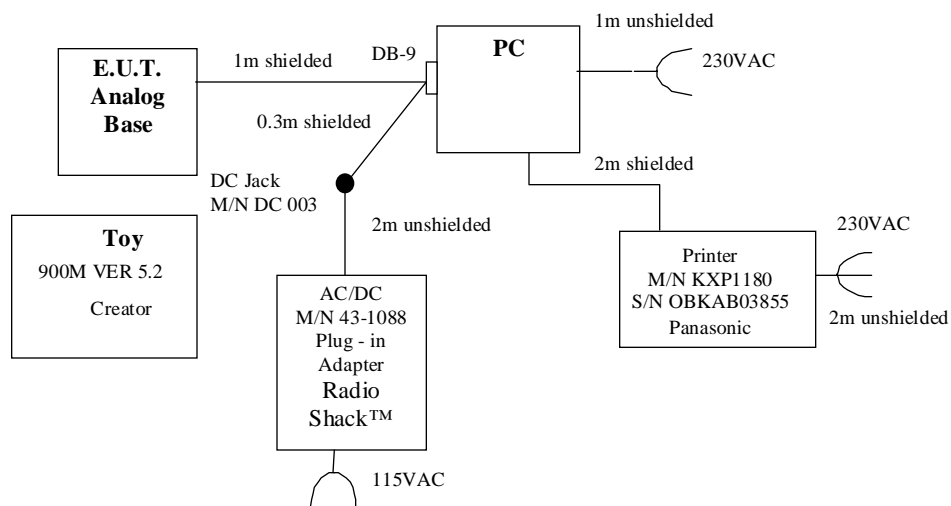 1m unshielded
230VAC
DB-9
PC
1m shielded
E.U.T.
Analog
Base
0.3m shielded
2m shielded
DC Jack
M/N DC 003
2m unshielded
Toy
900M VER 5.2
Creator
230VAC
Printer
M/N KXP1180
S/N OBKAB03855
Panasonic
2m unshielded
AC/DC
M/N 43-1088
Plug - in
Adapter
Radio
Shack™
115VAC